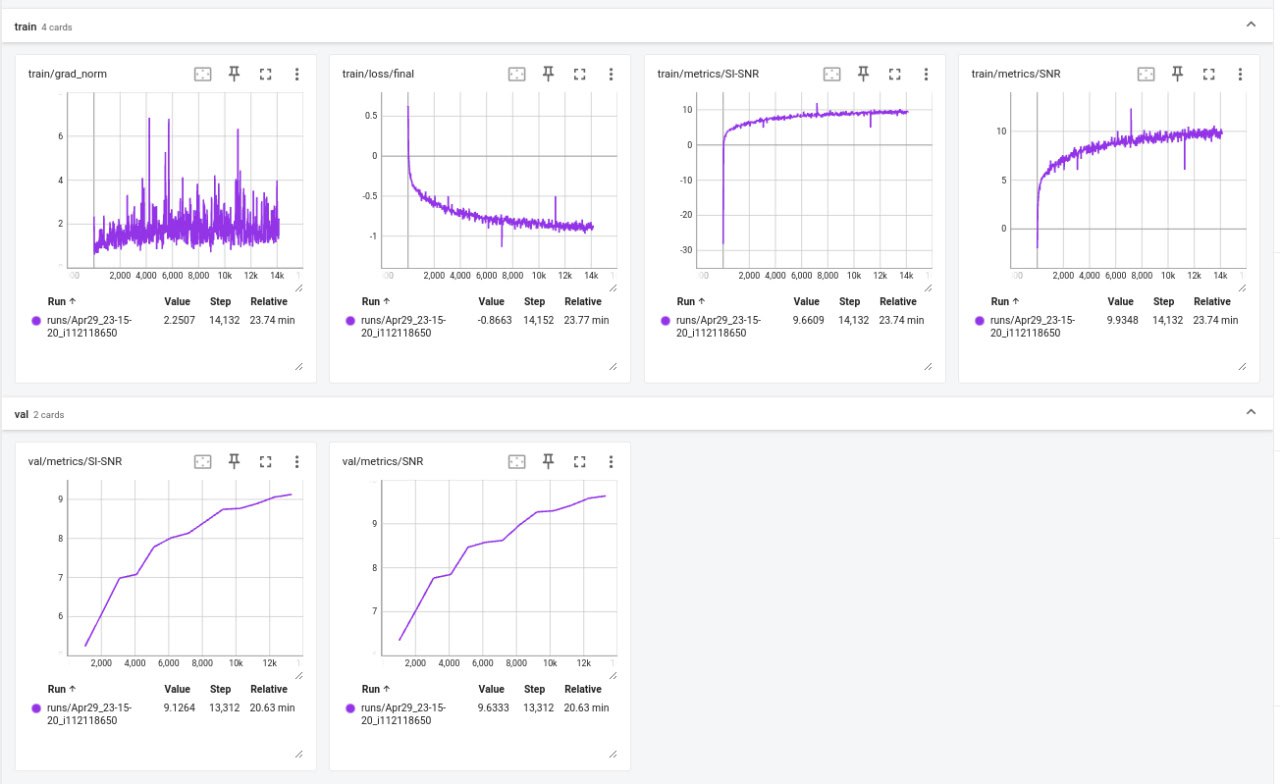 train 4 cards
train/grad_norm
6
4
2
2,000 4,000 6,000 8,000 10k 12k 14k
Run ↑ Value Step Relative
runs/Apr29_23-15-20_i112118650 2.2507 14,132 23.74 min
train/loss/final
0.5
0
-0.5
-1
2,000 4,000 6,000 8,000 10k 12k 14k
Run ↑ Value Step Relative
runs/Apr29_23-15-20_i112118650 -0.8663 14,152 23.77 min
train/metrics/SI-SNR
10
0
-10
-20
-30
2,000 4,000 6,000 8,000 10k 12k 14k
Run ↑ Value Step Relative
runs/Apr29_23-15-20_i112118650 9.6609 14,132 23.74 min
train/metrics/SNR
10
5
0
2,000 4,000 6,000 8,000 10k 12k 14k
Run ↑ Value Step Relative
runs/Apr29_23-15-20_i112118650 9.9348 14,132 23.74 min
val 2 cards
val/metrics/SI-SNR
9
8
7
6
2,000 4,000 6,000 8,000 10k 12k
Run ↑ Value Step Relative
runs/Apr29_23-15-20_i112118650 9.1264 13,312 20.63 min
val/metrics/SNR
9
8
7
2,000 4,000 6,000 8,000 10k 12k
Run ↑ Value Step Relative
runs/Apr29_23-15-20_i112118650 9.6333 13,312 20.63 min